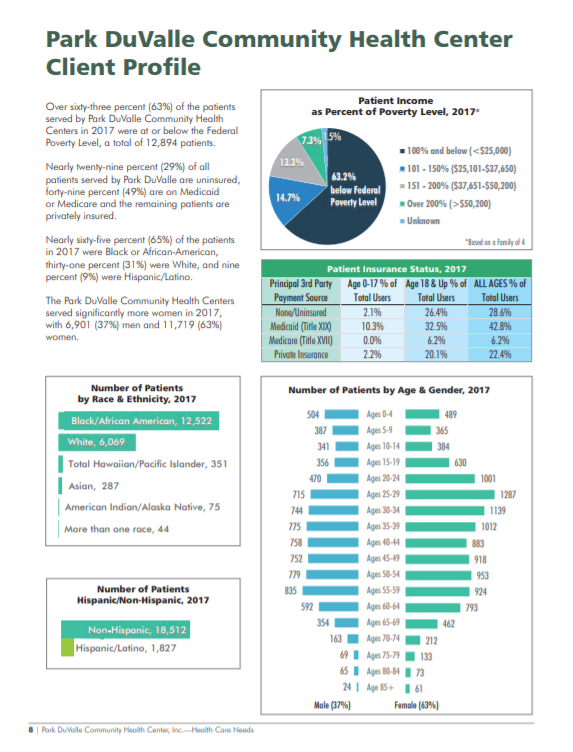 Park DuValle Community Health Center
Client Profile
Over sixty-three percent (63%) of the patients
served by Park DuValle Community Health
Centers in 2017 were at or below the Federal
Poverty Level, a total of 12,894 patients.
Nearly twenty-nine percent (29%) of all
patients served by Park DuValle are uninsured,
forty-nine percent (49%) are on Medicaid
or Medicare and the remaining patients are
privately insured.
Nearly sixty-five percent (65%) of the patients
in 2017 were Black or African-American,
thirty-one percent (31%) were White, and nine
percent (9%) were Hispanic/Latino.
The Park DuValle Community Health Centers
served significantly more women in 2017,
with 6,901 (37%) men and 11,719 (63%)
women.
Patient Income
as Percent of Poverty Level, 2017*
7.3%
1.5%
13.3%
14.7%
63.2%
below Federal
Poverty Level
100% and below (<$25,000)
101 - 150% ($25,101-$37,650)
151 - 200% ($37,651-$50,200)
Over 200% (>$50,200)
Unknown
*Based on a Family of 4
Patient Insurance Status, 2017
Principal 3rd Party Payment Source | Age 0-17 % of Total Users | Age 18 & Up % of Total Users | ALL AGES % of Total Users
None/Uninsured 2.1% 26.4% 28.6%
Medicaid (Title XIX) 10.3% 32.5% 42.8%
Medicare (Title XVII) 0.0% 6.2% 6.2%
Private Insurance 2.2% 20.1% 22.4%
Number of Patients
by Race & Ethnicity, 2017
Black/African American, 12,522
White, 6,069
Total Hawaiian/Pacific Islander, 351
Asian, 287
American Indian/Alaska Native, 75
More than one race, 44
Number of Patients
Hispanic/Non-Hispanic, 2017
Non-Hispanic, 18,512
Hispanic/Latino, 1,827
Number of Patients by Age & Gender, 2017
504 Ages 0-4 489
387 Ages 5-9 365
341 Ages 10-14 384
356 Ages 15-19 630
470 Ages 20-24 1001
715 Ages 25-29 1287
744 Ages 30-34 1139
775 Ages 35-39 1012
758 Ages 40-44 883
752 Ages 45-49 918
779 Ages 50-54 953
835 Ages 55-59 924
592 Ages 60-64 793
354 Ages 65-69 462
163 Ages 70-74 212
69 Ages 75-79 133
65 Ages 80-84 73
24 Age 85+ 61
Male (37%) Female (63%)
8 | Park DuValle Community Health Center, Inc.—Health Care Needs